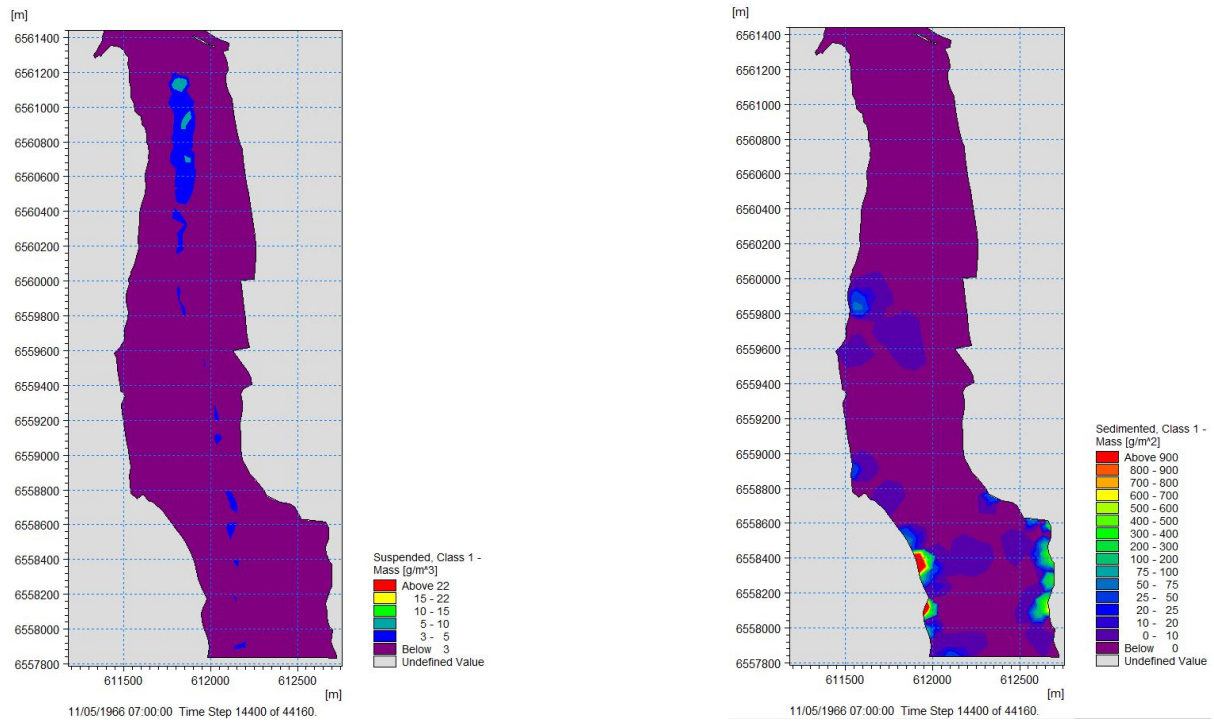 [m]
6561400
6561200
6561000
6560800
6560600
6560400
6560200
6560000
6559800
6559600
6559400
6559200
6559000
6558800
6558600
6558400
6558200
6558000
6557800
611500 612000 612500
[m]
11/05/1966 07:00:00 Time Step 14400 of 44160.
Suspended, Class 1 -
Mass [g/m^3]
Above 22
15 - 22
10 - 15
5 - 10
3 - 5
Below 3
Undefined Value
[m]
6561400
6561200
6561000
6560800
6560600
6560400
6560200
6560000
6559800
6559600
6559400
6559200
6559000
6558800
6558600
6558400
6558200
6558000
6557800
611500 612000 612500
[m]
11/05/1966 07:00:00 Time Step 14400 of 44160.
Sedimented, Class 1 -
Mass [g/m^2]
Above 900
800 - 900
700 - 800
600 - 700
500 - 600
400 - 500
300 - 400
200 - 300
100 - 200
75 - 100
50 - 75
25 - 50
20 - 25
10 - 20
0 - 10
Below 0
Undefined Value